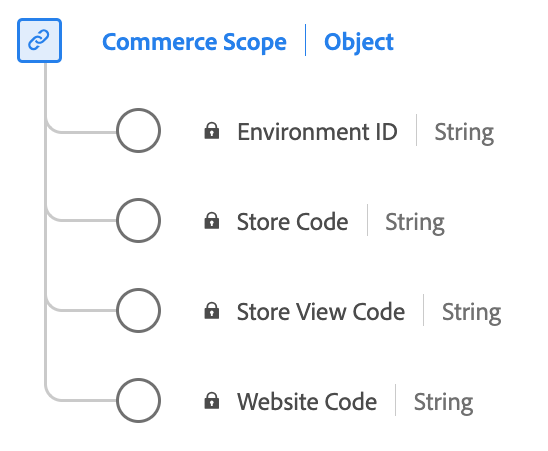 Commerce Scope | Object
Environment ID | String
Store Code | String
Store View Code | String
Website Code | String